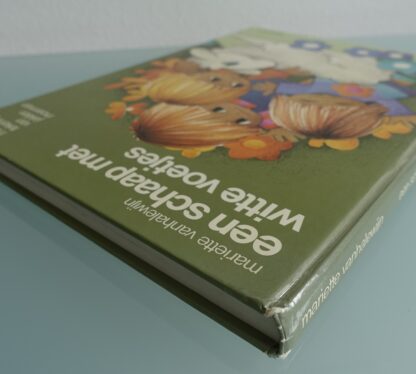 mariette vanhalewijn
een schaap met
witte voetjes
mariette vanhalewijn